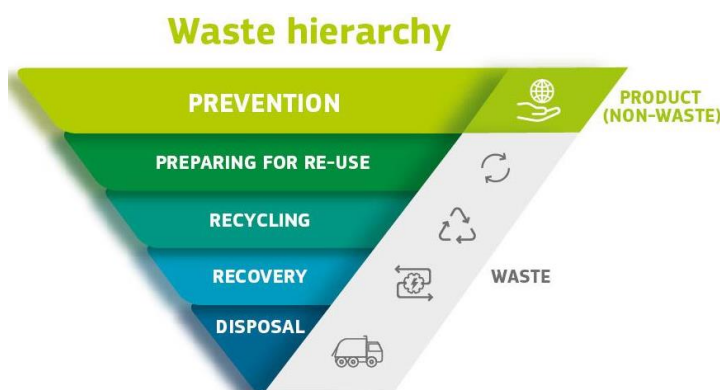 Waste hierarchy
PREVENTION
PRODUCT
(NON-WASTE)
PREPARING FOR RE-USE
RECYCLING
RECOVERY
WASTE
DISPOSAL